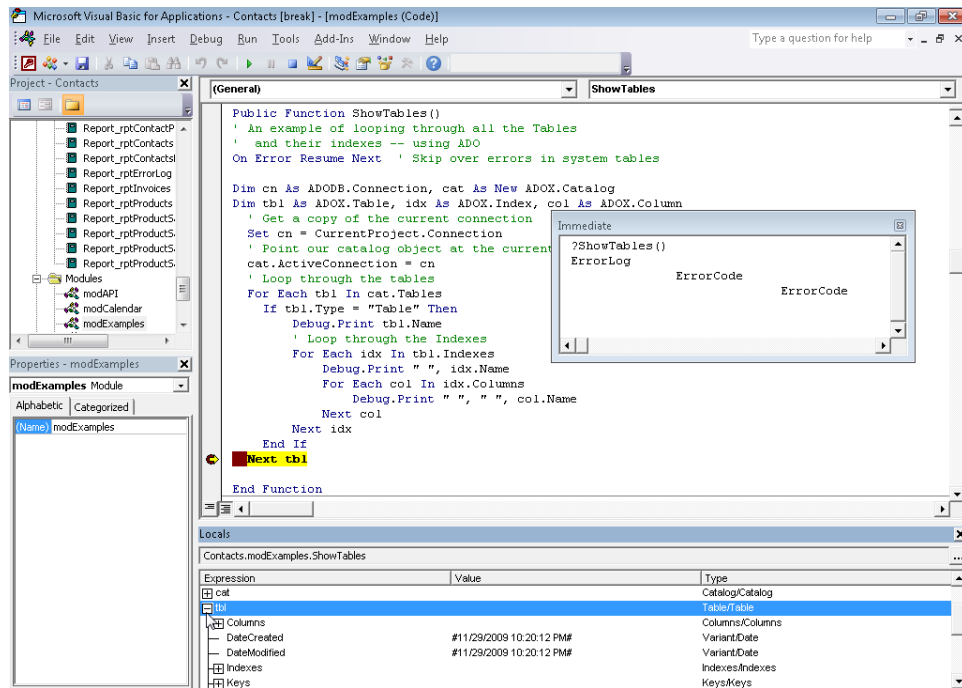 Microsoft Visual Basic for Applications - Contacts [break] - [modExamples (Code)]
File Edit View Insert Debug Run Tools Add-Ins Window Help
Type a question for help
Project - Contacts
Report_rptContactP
Report_rptContacts
Report_rptContactsl
Report_rptErrorLog
Report_rptInvoices
Report_rptProducts
Report_rptProductS
Report_rptProductS
Report_rptProductS
Report_rptProductS
Modules
modAPI
modCalendar
modExamples
Properties - modExamples
modExamples Module
Alphabetic Categorized
(Name) modExamples
(General) ShowTables
Public Function ShowTables()
' An example of looping through all the Tables
'  and their indexes -- using ADO
On Error Resume Next ' Skip over errors in system tables
Dim cn As ADODB.Connection, cat As New ADOX.Catalog
Dim tbl As ADOX.Table, idx As ADOX.Index, col As ADOX.Column
' Get a copy of the current connection
Set cn = CurrentProject.Connection
' Point our catalog object at the current
cat.ActiveConnection = cn
' Loop through the tables
For Each tbl In cat.Tables
If tbl.Type = "Table" Then
Debug.Print tbl.Name
' Loop through the Indexes
For Each idx In tbl.Indexes
Debug.Print " ", idx.Name
For Each col In idx.Columns
Debug.Print " ", " ", col.Name
Next col
Next idx
End If
Next tbl
End Function
Immediate
?ShowTables()
ErrorLog
ErrorCode
ErrorCode
Locals
Contacts.modExamples.ShowTables
...
Expression Value Type
cat Catalog/Catalog
tbl Table/Table
Columns Columns/Columns
DateCreated #11/29/2009 10:20:12 PM# Variant/Date
DateModified #11/29/2009 10:20:12 PM# Variant/Date
Indexes Indexes/Indexes
Keys Keys/Keys